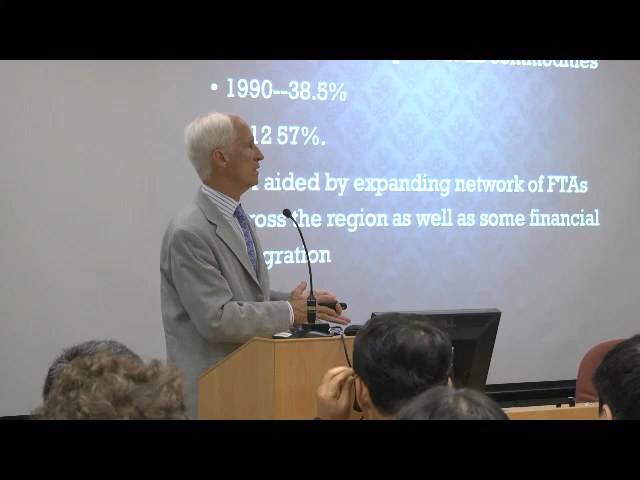 commodities
• 1990--38.5%
12 57%.
aided by expanding network of FTAs
the region as well as some financial
gration